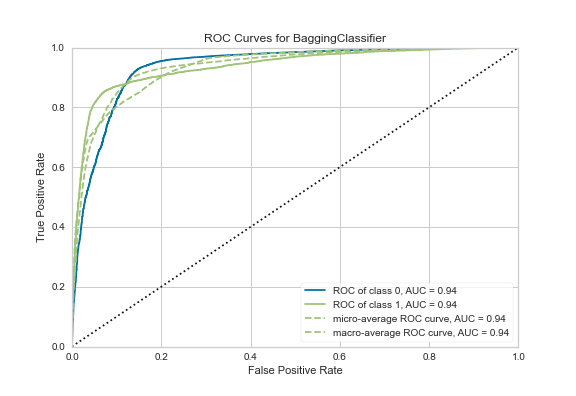 ROC Curves for BaggingClassifier
1.0
0.8
0.6
0.4
0.2
0.0
True Positive Rate
ROC of class 0, AUC = 0.94
ROC of class 1, AUC = 0.94
micro-average ROC curve, AUC = 0.94
macro-average ROC curve, AUC = 0.94
0.0 0.2 0.4 0.6 0.8 1.0
False Positive Rate